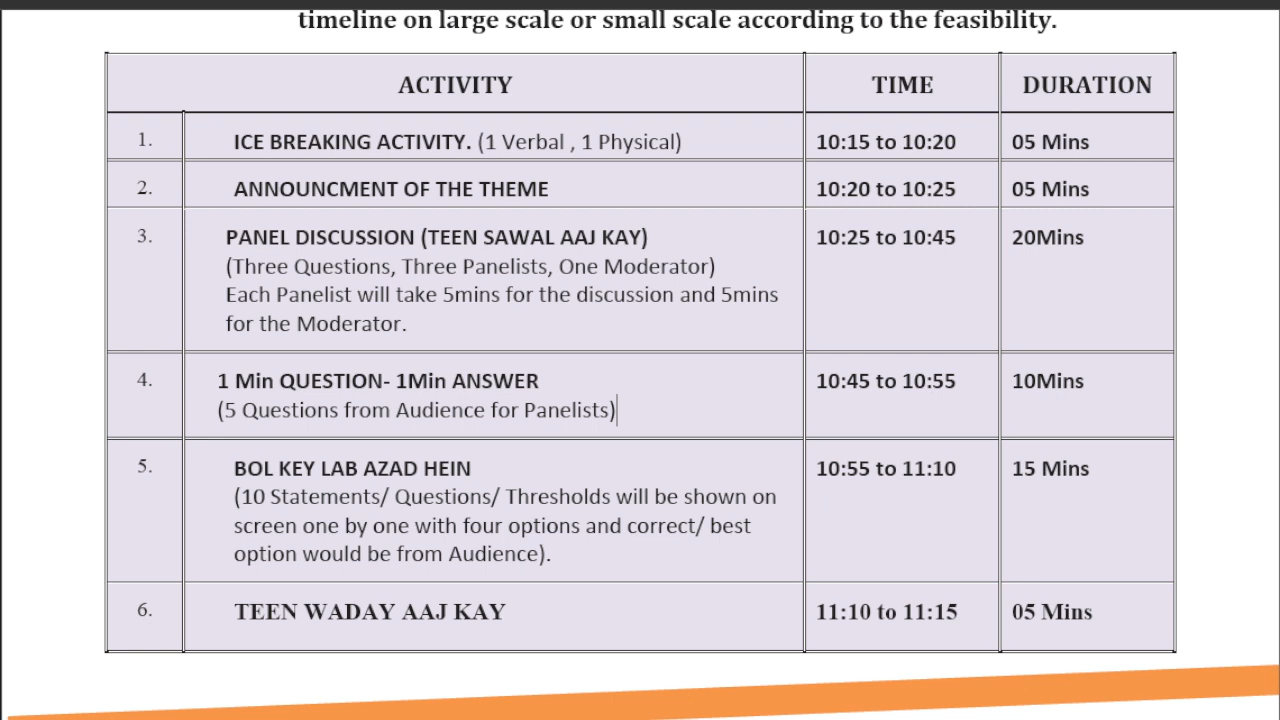 timeline on large scale or small scale according to the feasibility.
ACTIVITY TIME DURATION
1. ICE BREAKING ACTIVITY. (1 Verbal , 1 Physical) 10:15 to 10:20 05 Mins
2. ANNOUNCMENT OF THE THEME 10:20 to 10:25 05 Mins
3. PANEL DISCUSSION (TEEN SAWAL AAJ KAY) 10:25 to 10:45 20Mins
(Three Questions, Three Panelists, One Moderator)
Each Panelist will take 5mins for the discussion and 5mins
for the Moderator.
4. 1 Min QUESTION- 1Min ANSWER 10:45 to 10:55 10Mins
(5 Questions from Audience for Panelists)
5. BOL KEY LAB AZAD HEIN 10:55 to 11:10 15 Mins
(10 Statements/ Questions/ Thresholds will be shown on
screen one by one with four options and correct/ best
option would be from Audience).
6. TEEN WADAY AAJ KAY 11:10 to 11:15 05 Mins